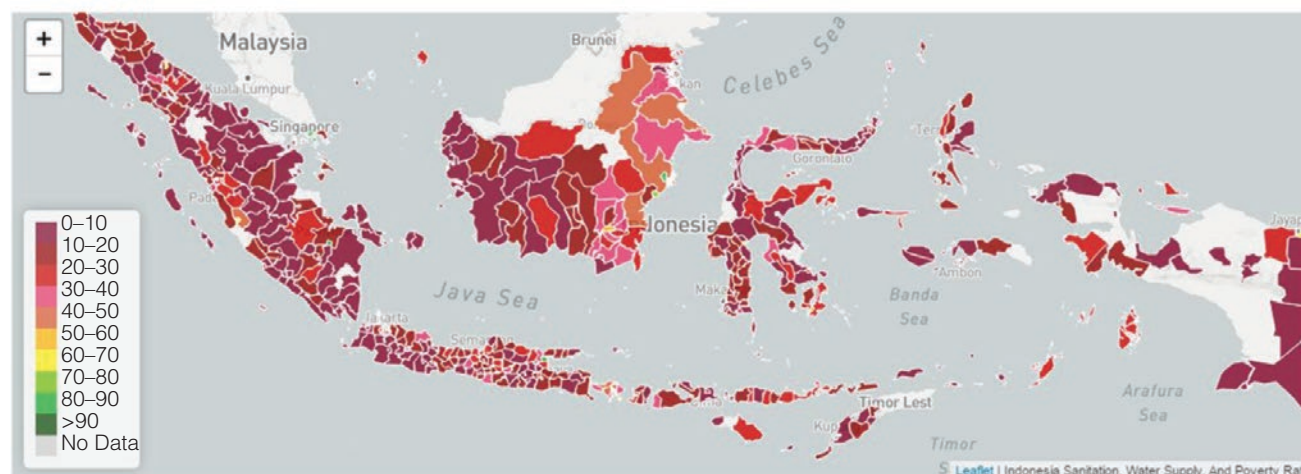 +
−
Malaysia
Kuala Lumpur
Singapore
Brunei
Celebes Sea
Gorontalo
Indonesia
Java Sea
Jakarta
Ambon
Banda
Sea
Arafura
Sea
Timor Lest
Timor
0–10
10–20
20–30
30–40
40–50
50–60
60–70
70–80
80–90
>90
No Data
Leaflet | Indonesia Sanitation, Water Supply, And Poverty Ra